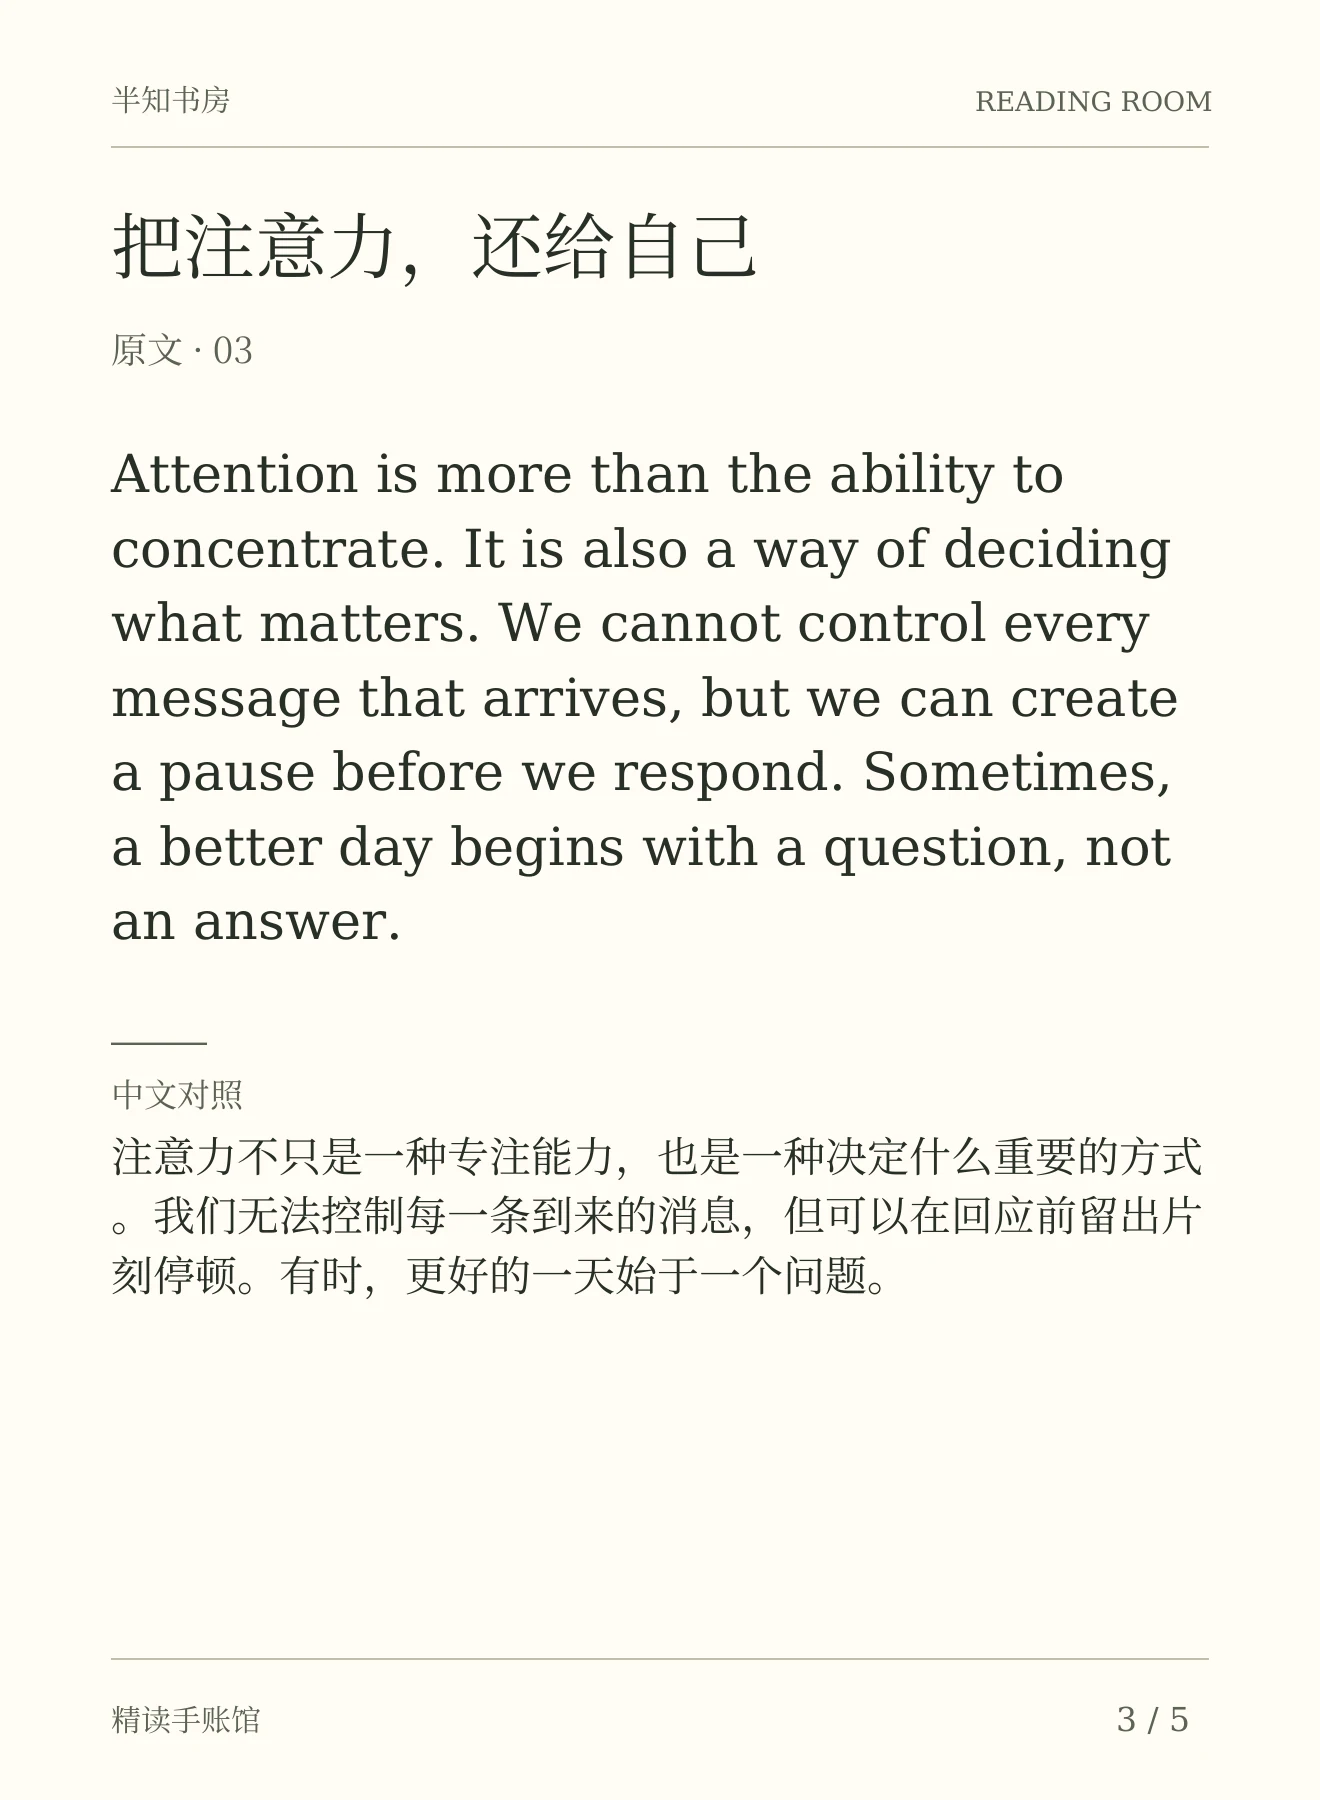 半知书房
READING ROOM
把注意力，还给自己
原文 · 03
Attention is more than the ability to
concentrate. It is also a way of deciding
what matters. We cannot control every
message that arrives, but we can create
a pause before we respond. Sometimes,
a better day begins with a question, not
an answer.
中文对照
注意力不只是一种专注能力，也是一种决定什么重要的方式
。我们无法控制每一条到来的消息，但可以在回应前留出片
刻停顿。有时，更好的一天始于一个问题。
精读手账馆
3 / 5